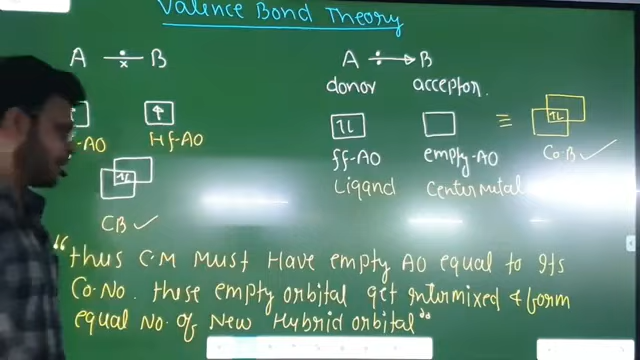 Valence Bond Theory
A •× B
A : → B
donor acceptor.
↑ ↑
↑↓ ≡ ↑↓
-AO Hf-AO
ff-AO empty-AO Co·B ✓
Ligand Centermetal
↑↓
CB ✓
"Thus C·M Must Have empty AO equal to Its
Co·No. These empty orbital get intermixed & form
equal No. of New Hybrid orbital"